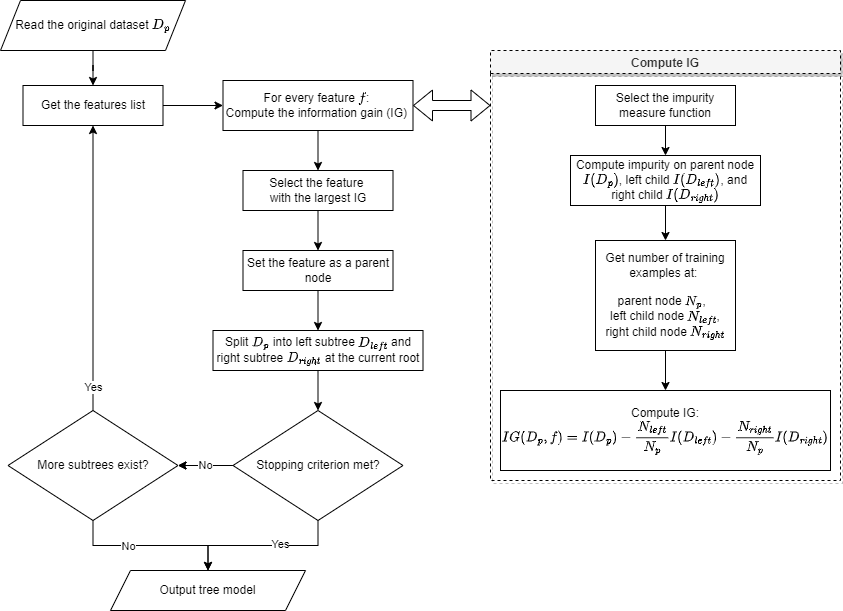 Read the original dataset $D_p$
Get the features list
For every feature $f$:
Compute the information gain (IG)
Select the feature
with the largest IG
Set the feature as a parent
node
Split $D_p$ into left subtree $D_{left}$ and
right subtree $D_{right}$ at the current root
Stopping criterion met?
No
More subtrees exist?
Yes
No
Yes
Output tree model
Compute IG
Select the impurity
measure function
Compute impurity on parent node
$I(D_p)$, left child $I(D_{left})$, and
right child $I(D_{right})$
Get number of training
examples at:
parent node $N_p$,
left child node $N_{left}$,
right child node $N_{right}$
Compute IG:
$IG(D_p, f) = I(D_p) - \frac{N_{left}}{N_p} I(D_{left}) - \frac{N_{right}}{N_p} I(D_{right})$